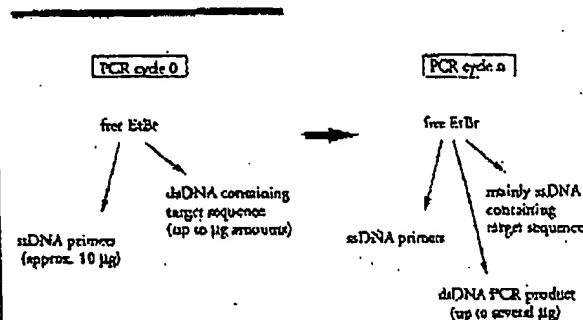 PCR cycle 0
free EtBr
ssDNA primers
(approx. 10 µg)
dsDNA containing
target sequence
(up to µg amounts)
PCR cycle n
free EtBr
ssDNA primers
mainly ssDNA
containing
target sequence
dsDNA PCR product
(up to several µg)